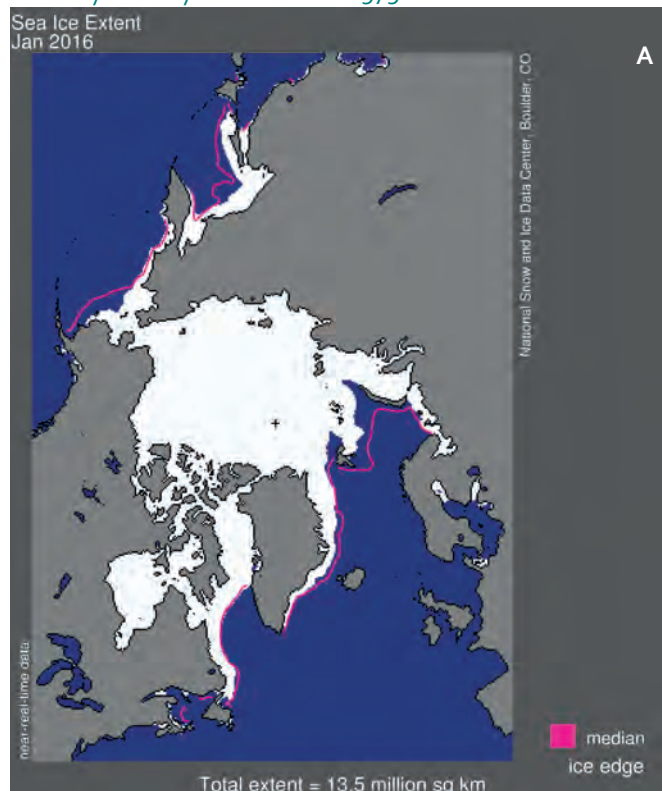 Sea Ice Extent
Jan 2016
A
National Snow and Ice Data Center, Boulder, CO
near-real-time data
median
ice edge
Total extent = 13.5 million sq km